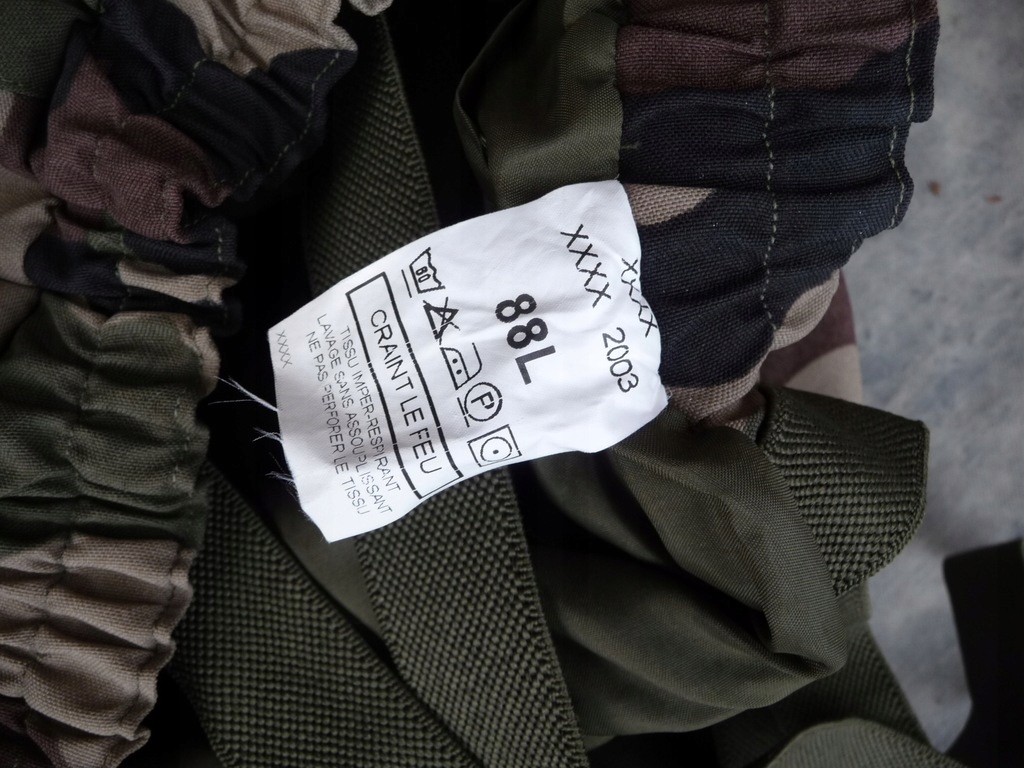 XXXX
XXXX 2003
88L
80
P
CRAINT LE FEU
TISSU IMPER-RESPIRANT
LAVAGE SANS ASSOUPLISSANT
NE PAS PERFORER LE TISSU
XXXX